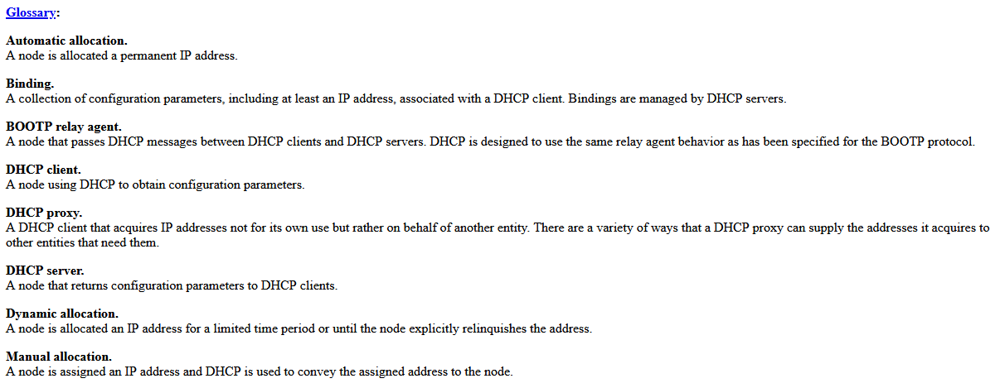 Glossary:
Automatic allocation.
A node is allocated a permanent IP address.
Binding.
A collection of configuration parameters, including at least an IP address, associated with a DHCP client. Bindings are managed by DHCP servers.
BOOTP relay agent.
A node that passes DHCP messages between DHCP clients and DHCP servers. DHCP is designed to use the same relay agent behavior as has been specified for the BOOTP protocol.
DHCP client.
A node using DHCP to obtain configuration parameters.
DHCP proxy.
A DHCP client that acquires IP addresses not for its own use but rather on behalf of another entity. There are a variety of ways that a DHCP proxy can supply the addresses it acquires to
other entities that need them.
DHCP server.
A node that returns configuration parameters to DHCP clients.
Dynamic allocation.
A node is allocated an IP address for a limited time period or until the node explicitly relinquishes the address.
Manual allocation.
A node is assigned an IP address and DHCP is used to convey the assigned address to the node.